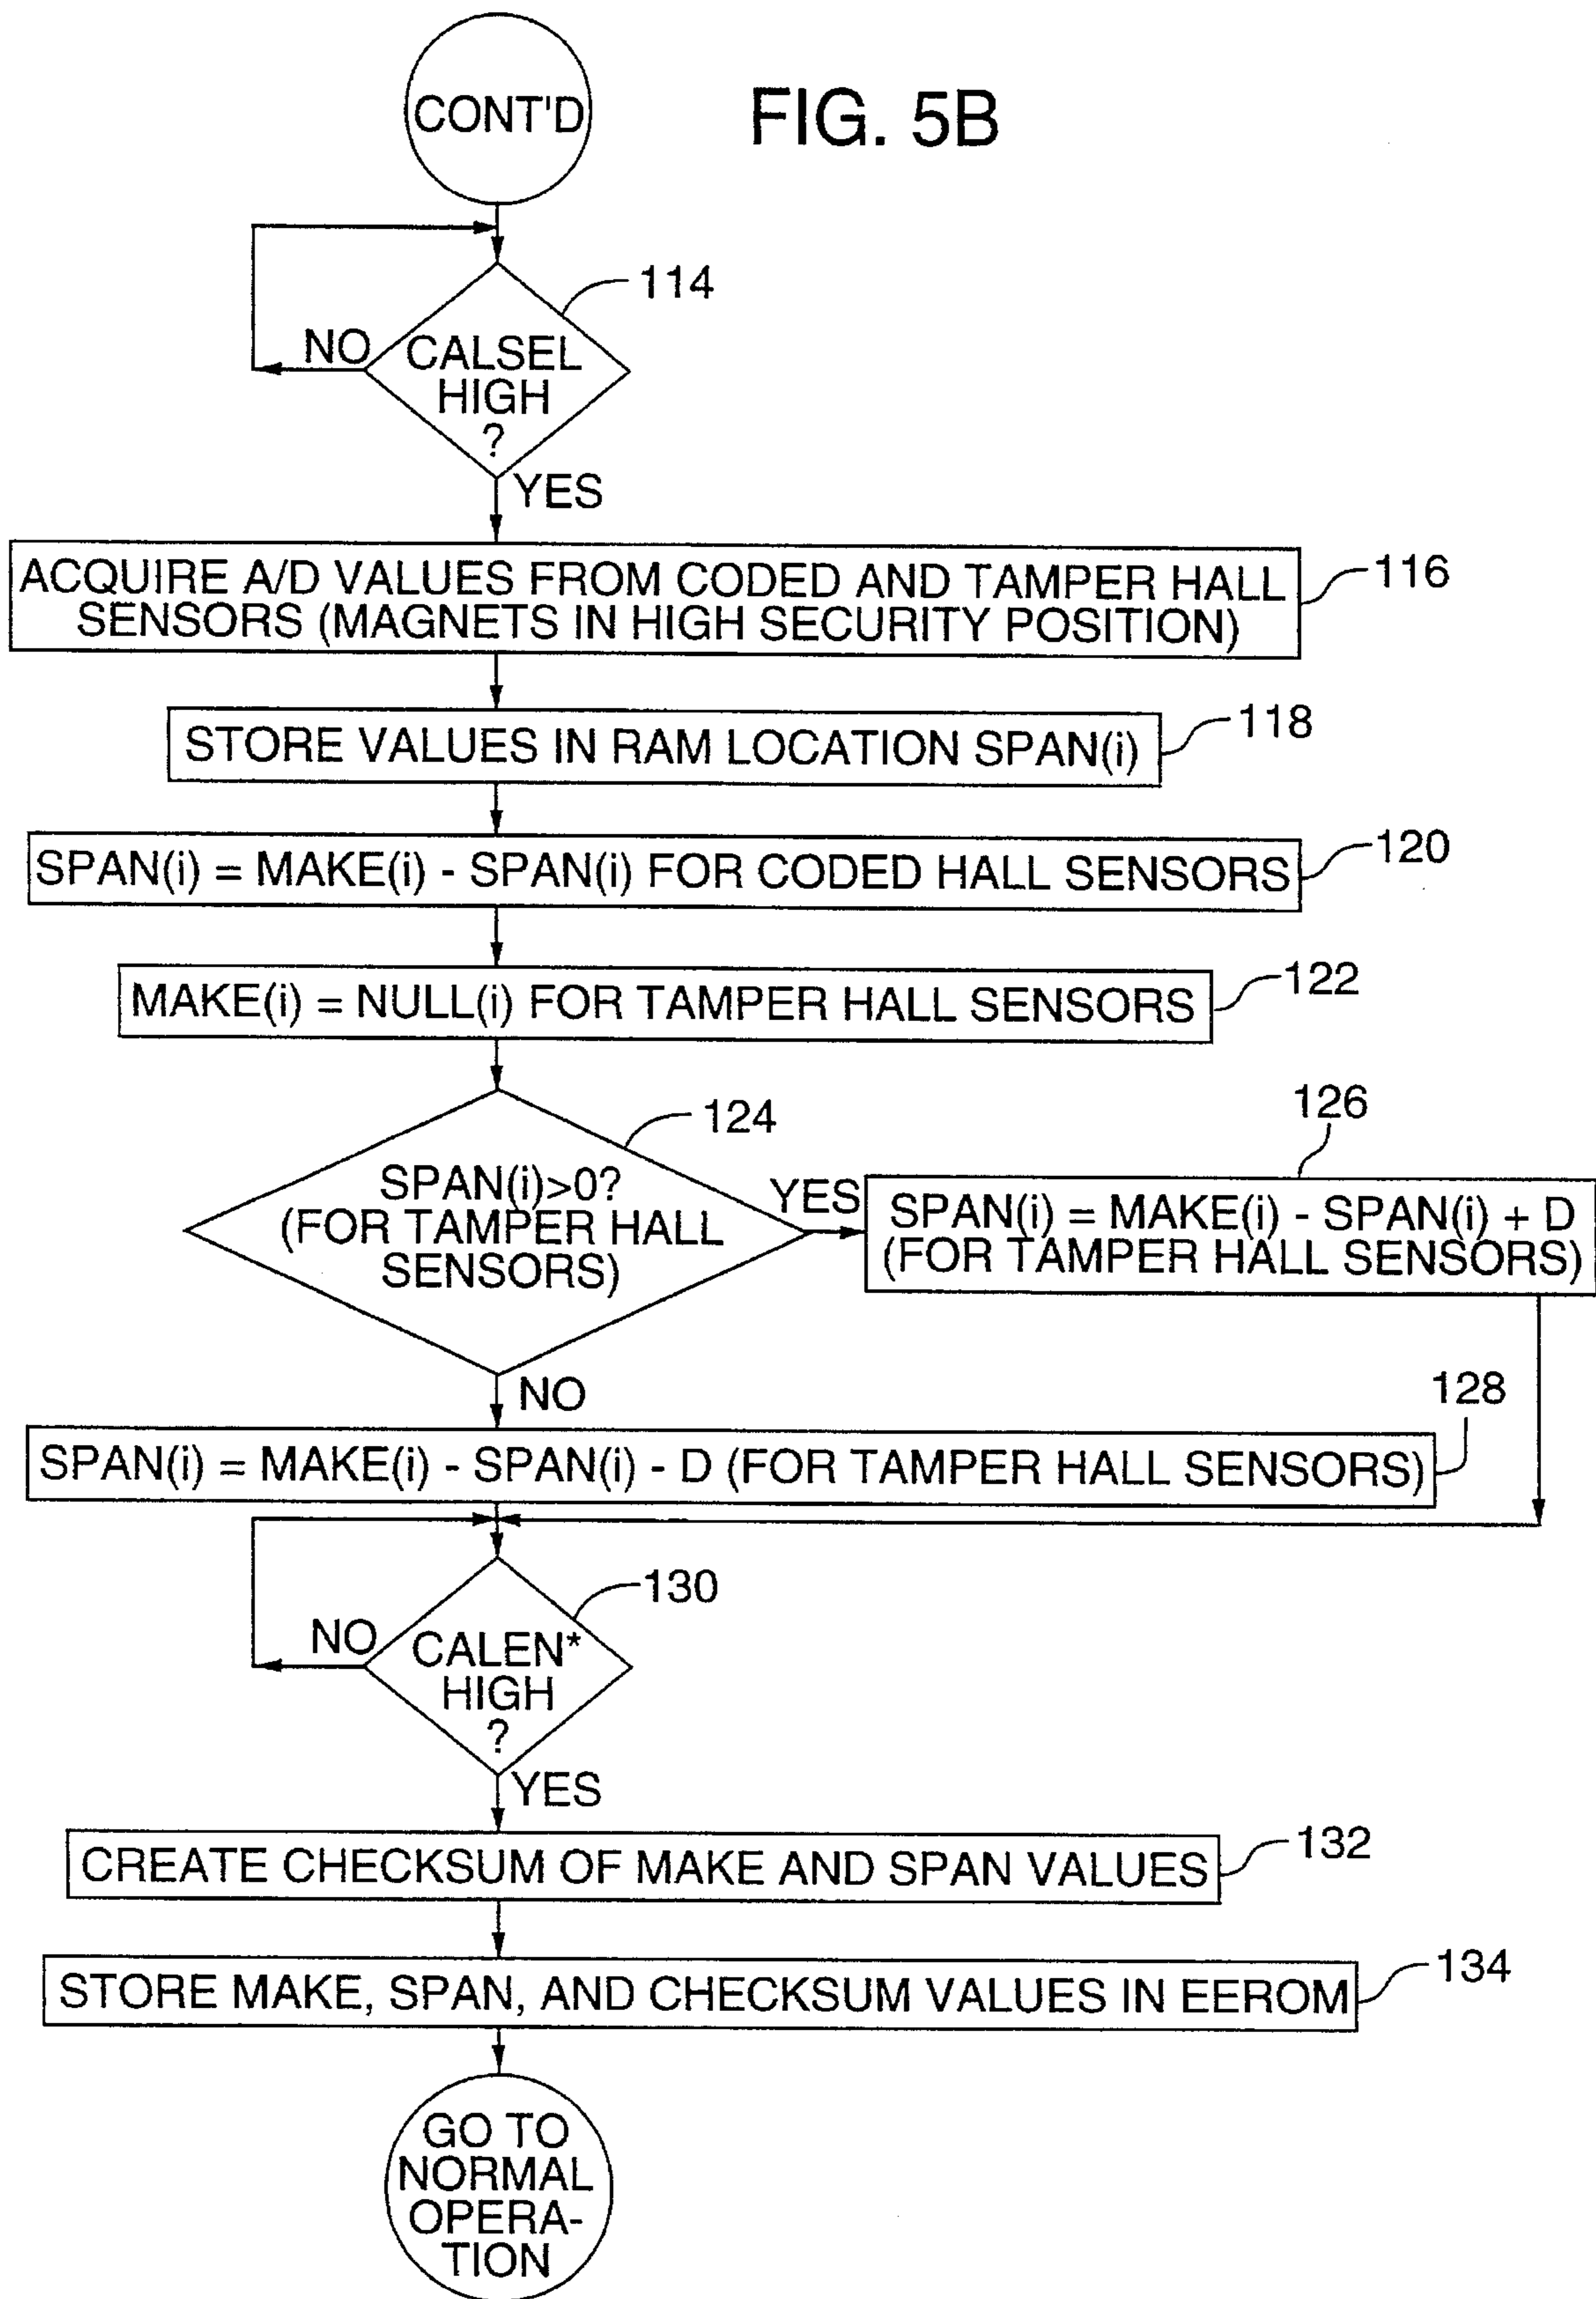 CONT'D
FIG. 5B
114
NO
CALSEL
HIGH
?
YES
ACQUIRE A/D VALUES FROM CODED AND TAMPER HALL
SENSORS (MAGNETS IN HIGH SECURITY POSITION)
116
STORE VALUES IN RAM LOCATION SPAN(i)
118
SPAN(i) = MAKE(i) - SPAN(i) FOR CODED HALL SENSORS
120
MAKE(i) = NULL(i) FOR TAMPER HALL SENSORS
122
124
SPAN(i)>0?
(FOR TAMPER HALL
SENSORS)
YES
126
SPAN(i) = MAKE(i) - SPAN(i) + D
(FOR TAMPER HALL SENSORS)
NO
128
SPAN(i) = MAKE(i) - SPAN(i) - D (FOR TAMPER HALL SENSORS)
130
NO
CALEN*
HIGH
?
YES
CREATE CHECKSUM OF MAKE AND SPAN VALUES
132
STORE MAKE, SPAN, AND CHECKSUM VALUES IN EEROM
134
GO TO
NORMAL
OPERA-
TION